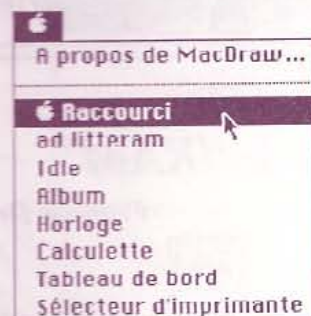 A propos de MacDraw...
Raccourci
ad litteram
Idle
Album
Horloge
Calculette
Tableau de bord
Sélecteur d'imprimante